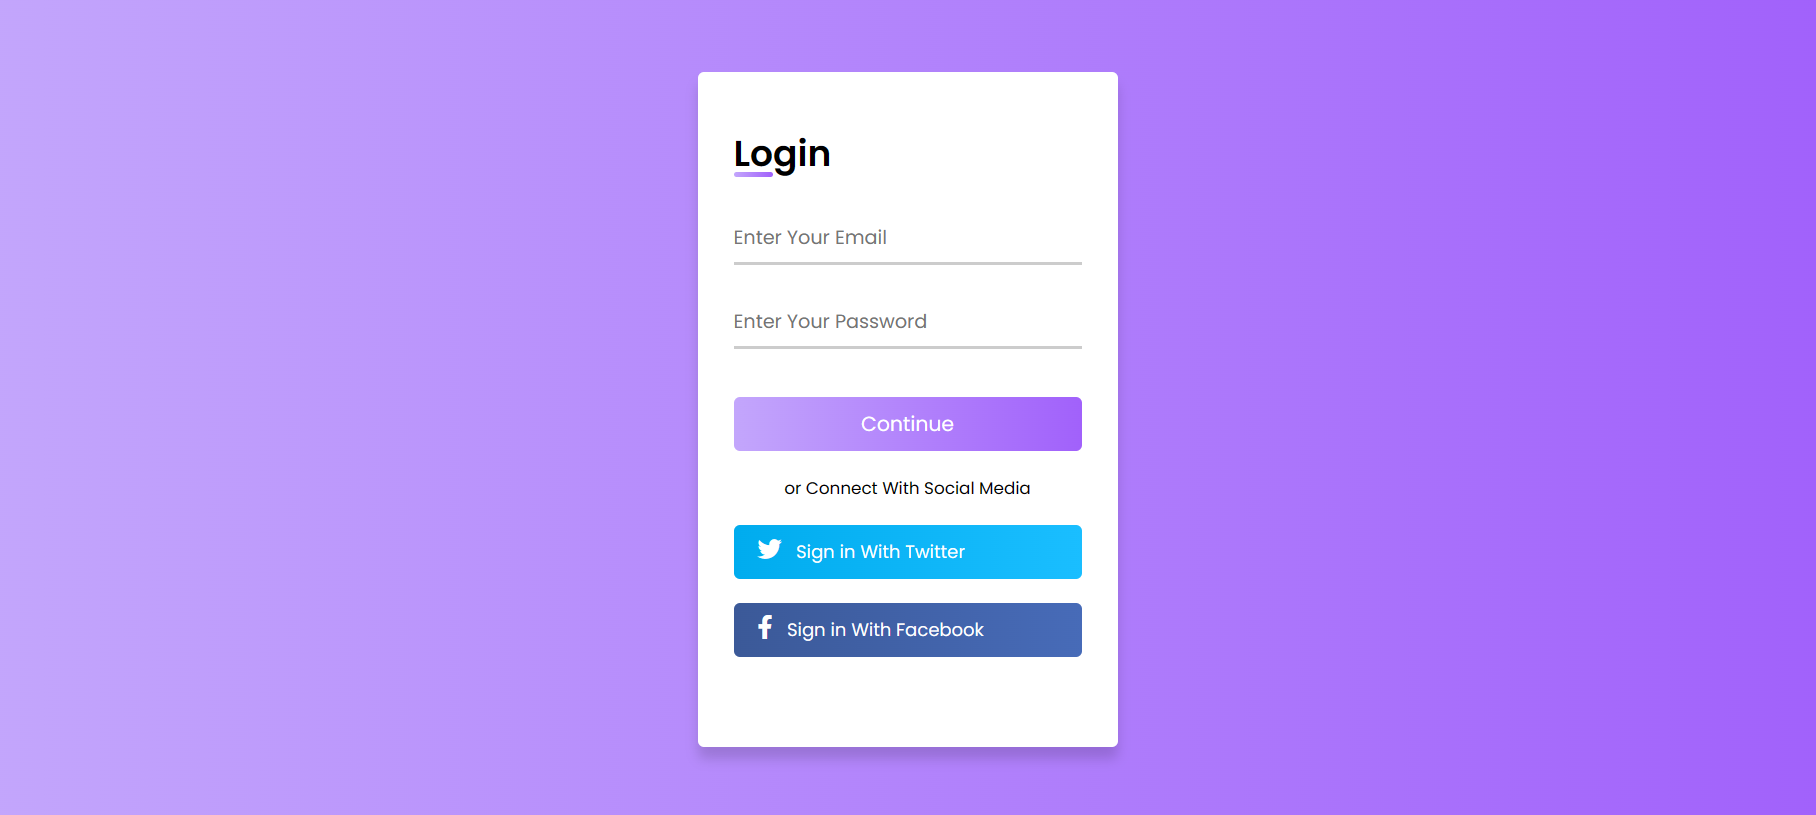 Login
Enter Your Email
Enter Your Password
Continue
or Connect With Social Media
Sign in With Twitter
Sign in With Facebook